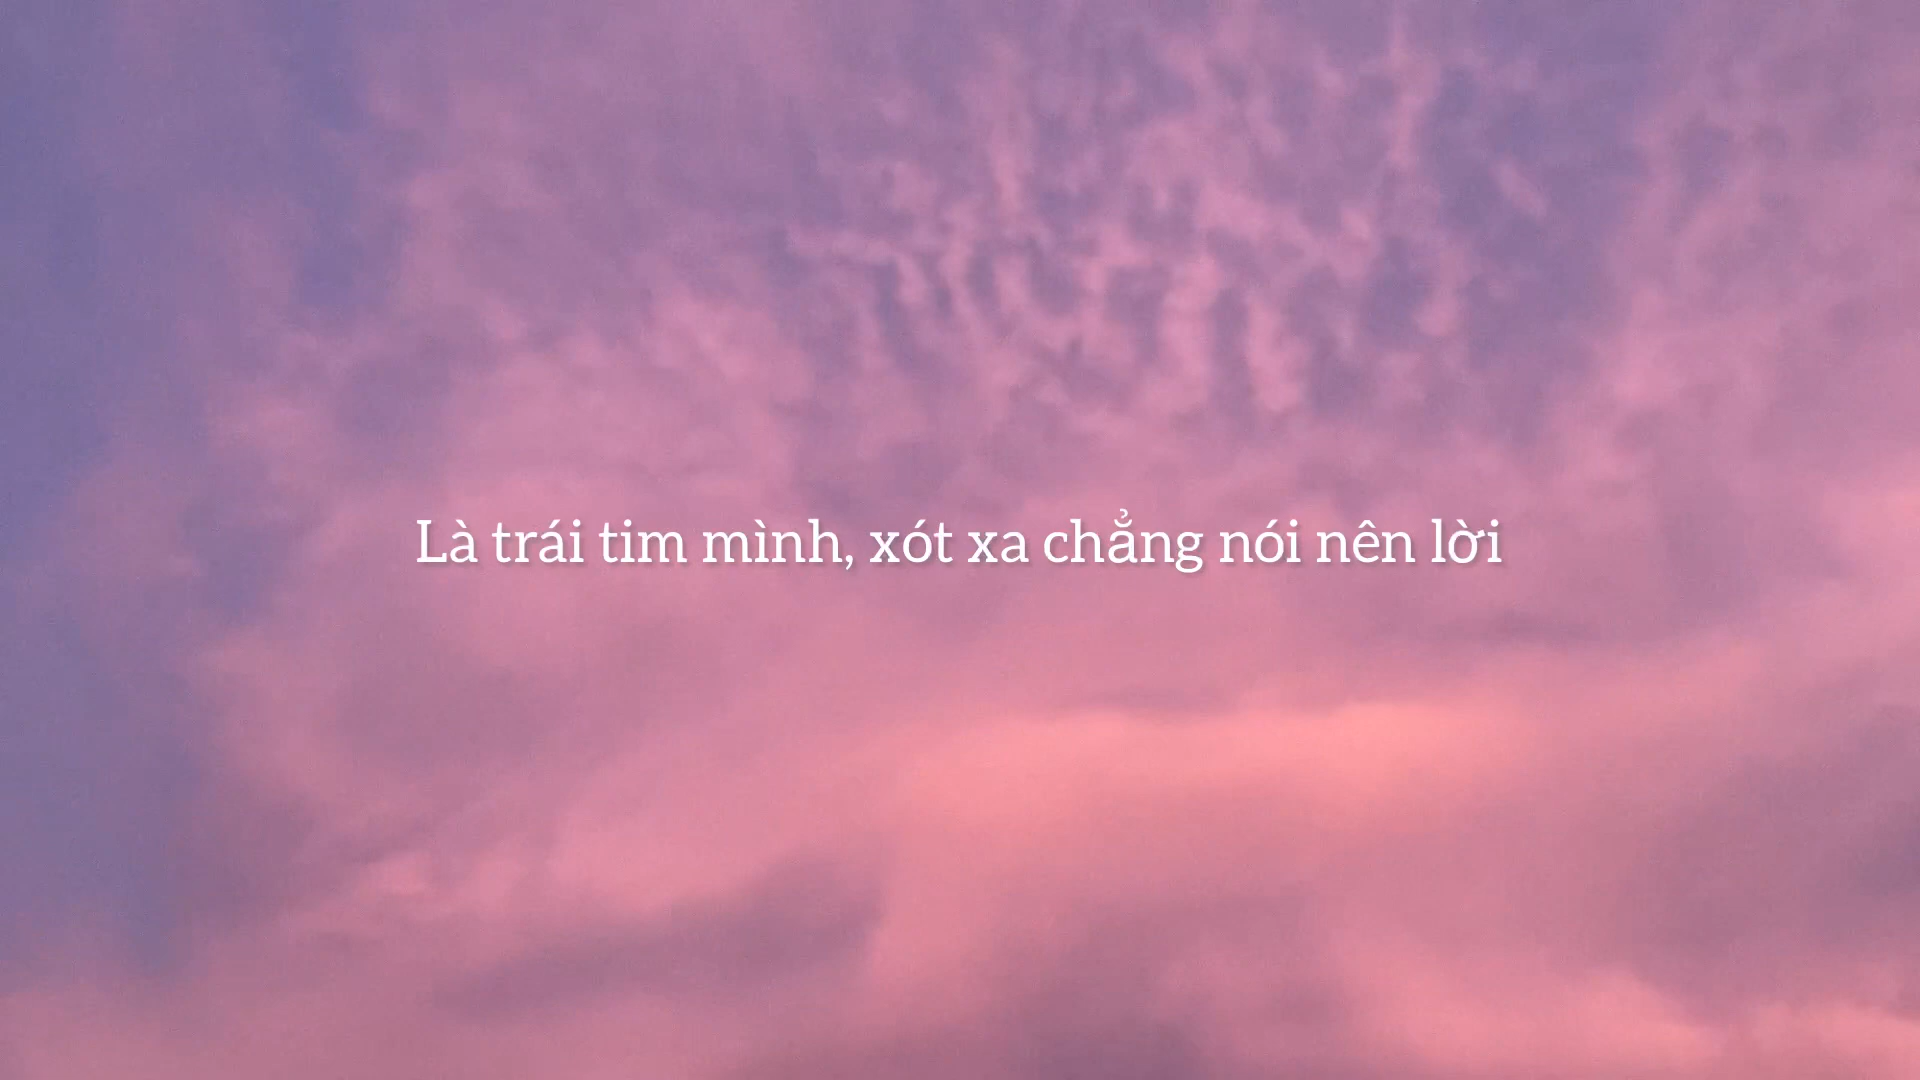 Là trái tim mình, xót xa chẳng nói nên lời